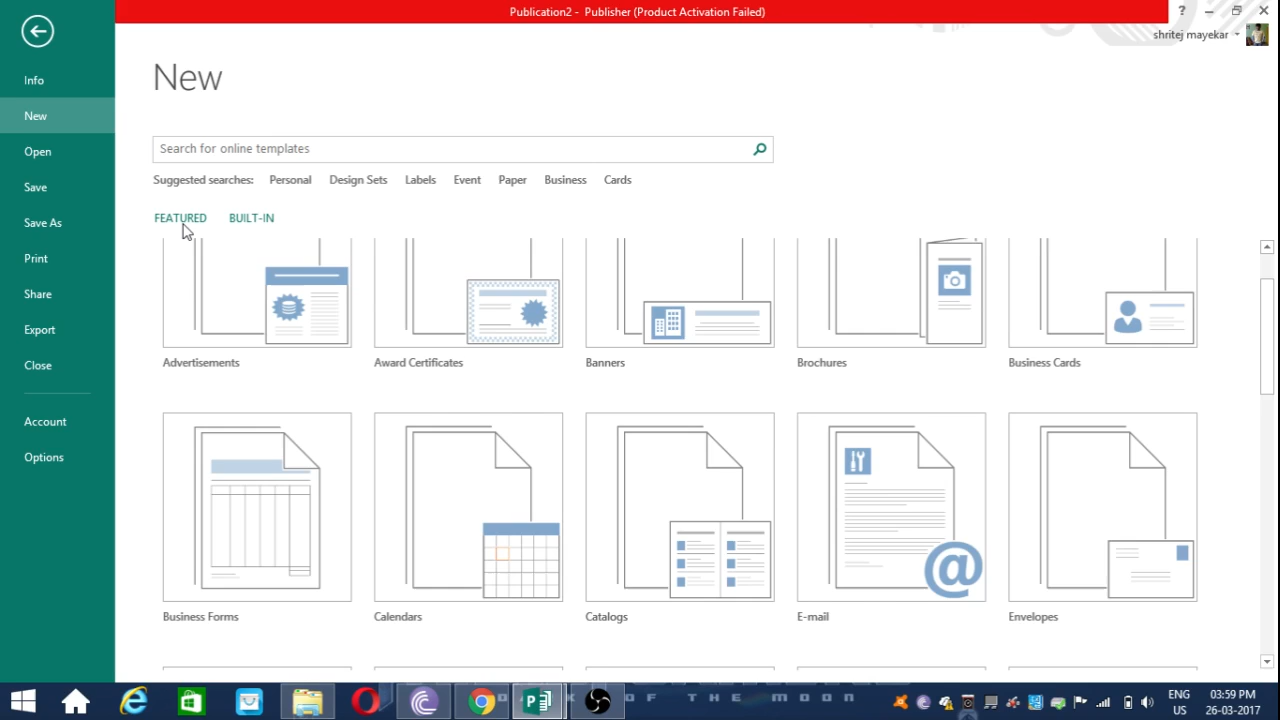 Publication2 - Publisher (Product Activation Failed)
?
shritej mayekar
Info
New
Open
Save
Save As
Print
Share
Export
Close
Account
Options
New
Search for online templates
Suggested searches: Personal Design Sets Labels Event Paper Business Cards
FEATURED BUILT-IN
Advertisements Award Certificates Banners Brochures Business Cards
Business Forms Calendars Catalogs E-mail Envelopes
@
OF THE MOON
ENG 03:59 PM
US 26-03-2017